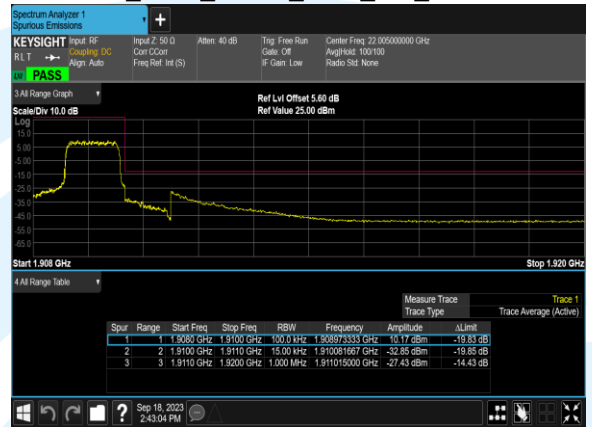 Spectrum Analyzer 1
Spurious Emissions
KEYSIGHT Input: RF Input Z: 50 Ω Atten: 40 dB Trig: Free Run Center Freq: 22.005000000 GHz
RLT Coupling: DC Corr CCorr Gate: Off Avg|Hold: 100/100
Align: Auto Freq Ref: Int (S) IF Gain: Low Radio Std: None
PASS
3 All Range Graph
Ref Lvl Offset 5.60 dB
Scale/Div 10.0 dB Ref Value 25.00 dBm
Log
15.0
5.00
-5.00
-15.0
-25.0
-35.0
-45.0
-55.0
-65.0
Start 1.908 GHz Stop 1.920 GHz
4 All Range Table
Measure Trace Trace 1
Trace Type Trace Average (Active)
Spur Range Start Freq Stop Freq RBW Frequency Amplitude ΔLimit
1 1 1.9080 GHz 1.9100 GHz 100.0 kHz 1.908973333 GHz 10.17 dBm -19.83 dB
2 2 1.9100 GHz 1.9110 GHz 15.00 kHz 1.910081667 GHz -32.85 dBm -19.85 dB
3 3 1.9110 GHz 1.9200 GHz 1.000 MHz 1.911015000 GHz -27.43 dBm -14.43 dB
Sep 18, 2023
2:43:04 PM